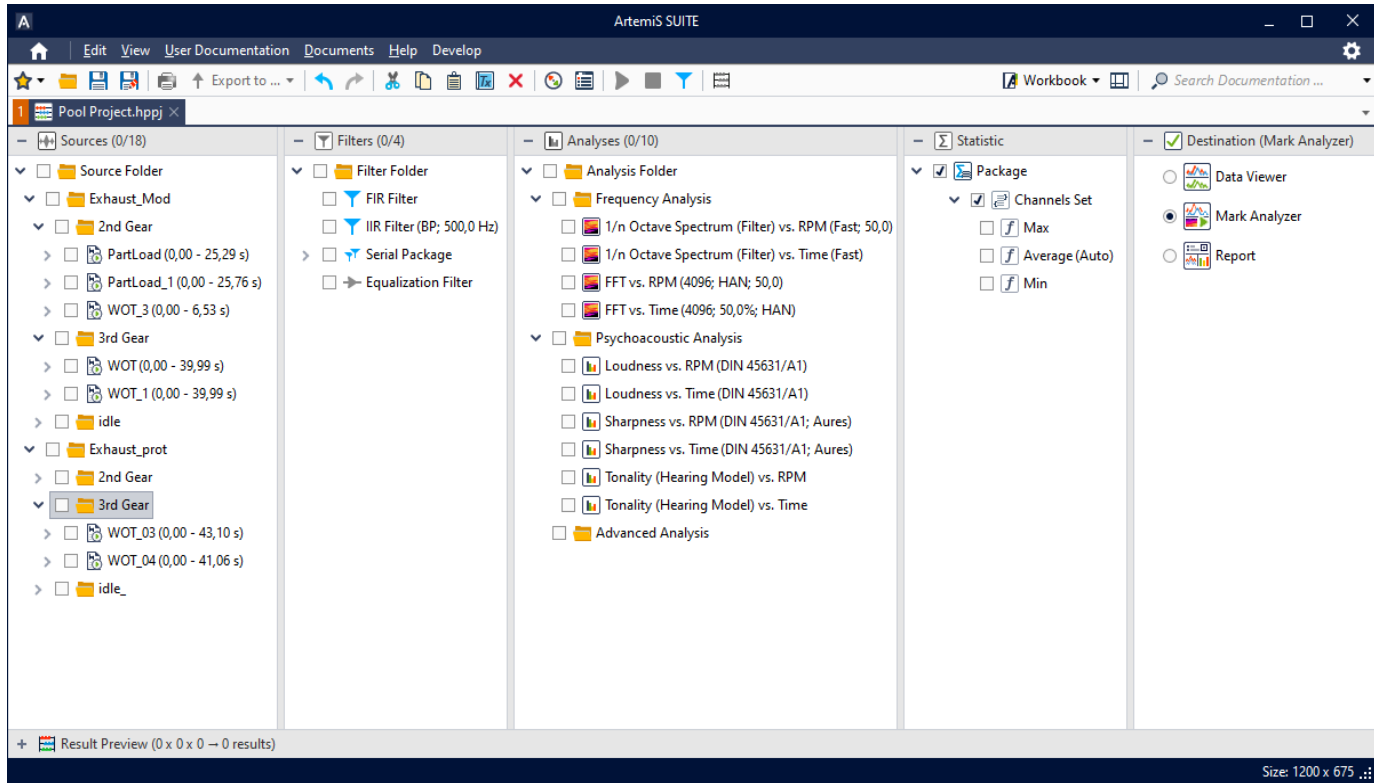 ArtemiS SUITE
Edit View User Documentation Documents Help Develop
Export to ... Workbook Search Documentation ...
1 Pool Project.hppj
Sources (0/18)
Source Folder
Exhaust_Mod
2nd Gear
PartLoad (0,00 - 25,29 s)
PartLoad_1 (0,00 - 25,76 s)
WOT_3 (0,00 - 6,53 s)
3rd Gear
WOT (0,00 - 39,99 s)
WOT_1 (0,00 - 39,99 s)
idle
Exhaust_prot
2nd Gear
3rd Gear
WOT_03 (0,00 - 43,10 s)
WOT_04 (0,00 - 41,06 s)
idle_
Filters (0/4)
Filter Folder
FIR Filter
IIR Filter (BP; 500,0 Hz)
Serial Package
Equalization Filter
Analyses (0/10)
Analysis Folder
Frequency Analysis
1/n Octave Spectrum (Filter) vs. RPM (Fast; 50,0)
1/n Octave Spectrum (Filter) vs. Time (Fast)
FFT vs. RPM (4096; HAN; 50,0)
FFT vs. Time (4096; 50,0%; HAN)
Psychoacoustic Analysis
Loudness vs. RPM (DIN 45631/A1)
Loudness vs. Time (DIN 45631/A1)
Sharpness vs. RPM (DIN 45631/A1; Aures)
Sharpness vs. Time (DIN 45631/A1; Aures)
Tonality (Hearing Model) vs. RPM
Tonality (Hearing Model) vs. Time
Advanced Analysis
Statistic
Package
Channels Set
Max
Average (Auto)
Min
Destination (Mark Analyzer)
Data Viewer
Mark Analyzer
Report
Result Preview (0 x 0 x 0 → 0 results)
Size: 1200 x 675